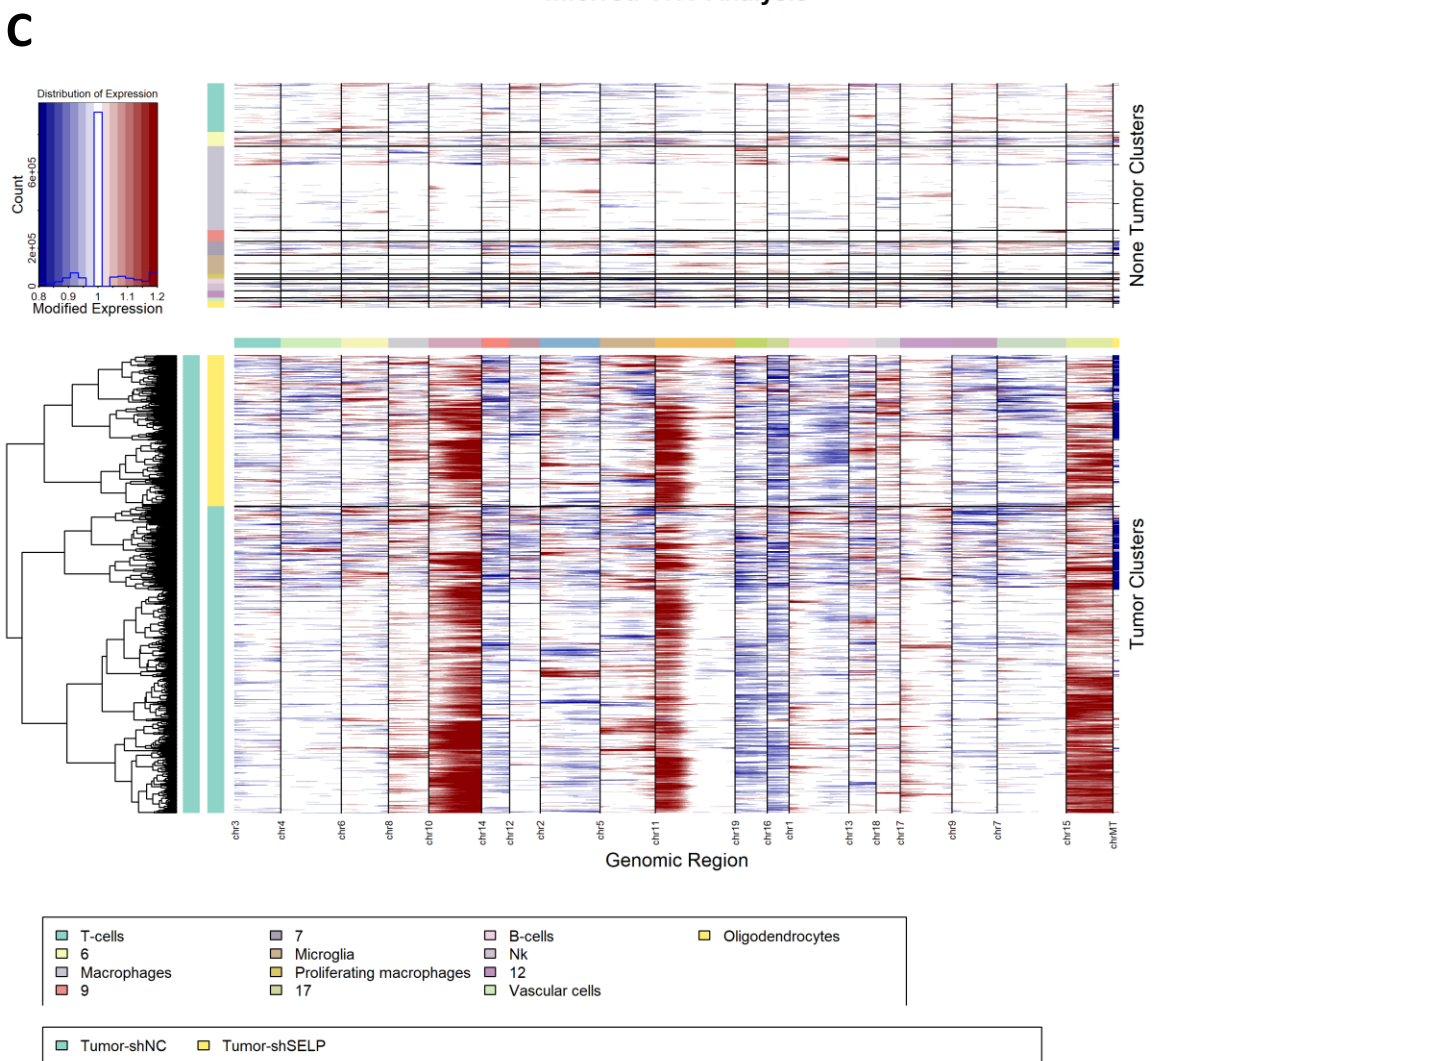 C
Distribution of Expression
Count
0 2e+05 6e+05
0.8 0.9 1 1.1 1.2
Modified Expression
None Tumor Clusters
Tumor Clusters
chr3 chr4 chr6 chr8 chr10 chr14 chr12 chr2 chr5 chr11 chr19 chr16 chr1 chr13 chr18 chr17 chr9 chr7 chr15 chrMT
Genomic Region
T-cells 7 B-cells Oligodendrocytes
6 Microglia Nk
Macrophages Proliferating macrophages 12
9 17 Vascular cells
Tumor-shNC Tumor-shSELP